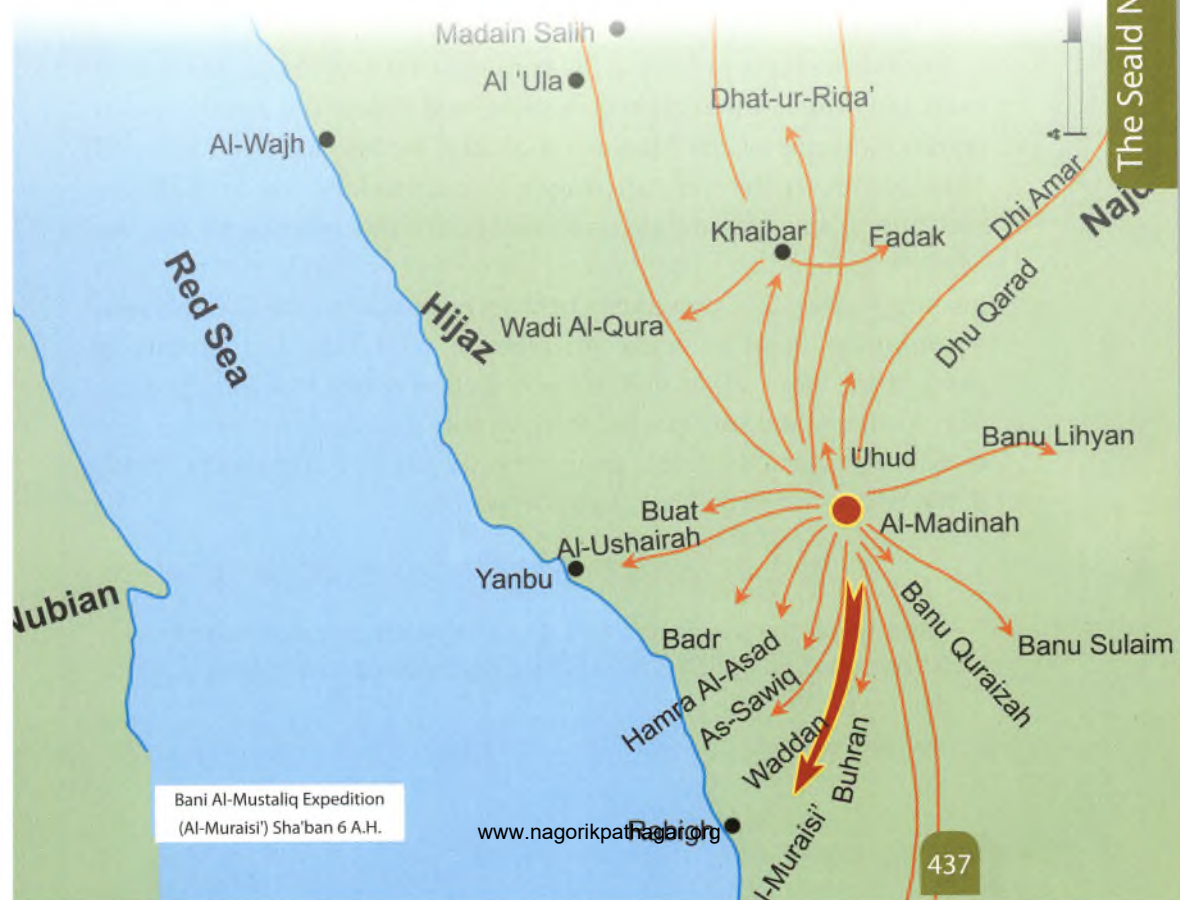 The Seald N
Madain Salih
Al 'Ula
Dhat-ur-Riqa'
Al-Wajh
Dhi Amar
Khaibar
Fadak
Red Sea
Hijaz
Wadi Al-Qura
Dhu Qarad
Banu Lihyan
Uhud
Buat
Al-Madinah
Al-Ushairah
Yanbu
Nubian
Badr
Hamra Al-Asad
As-Sawiq
Waddan
Buhran
Banu Quraizah
Banu Sulaim
Bani Al-Mustaliq Expedition
(Al-Muraisi') Sha'ban 6 A.H.
www.nagorikpathagar.org
Rabigh
l-Muraisi'
437